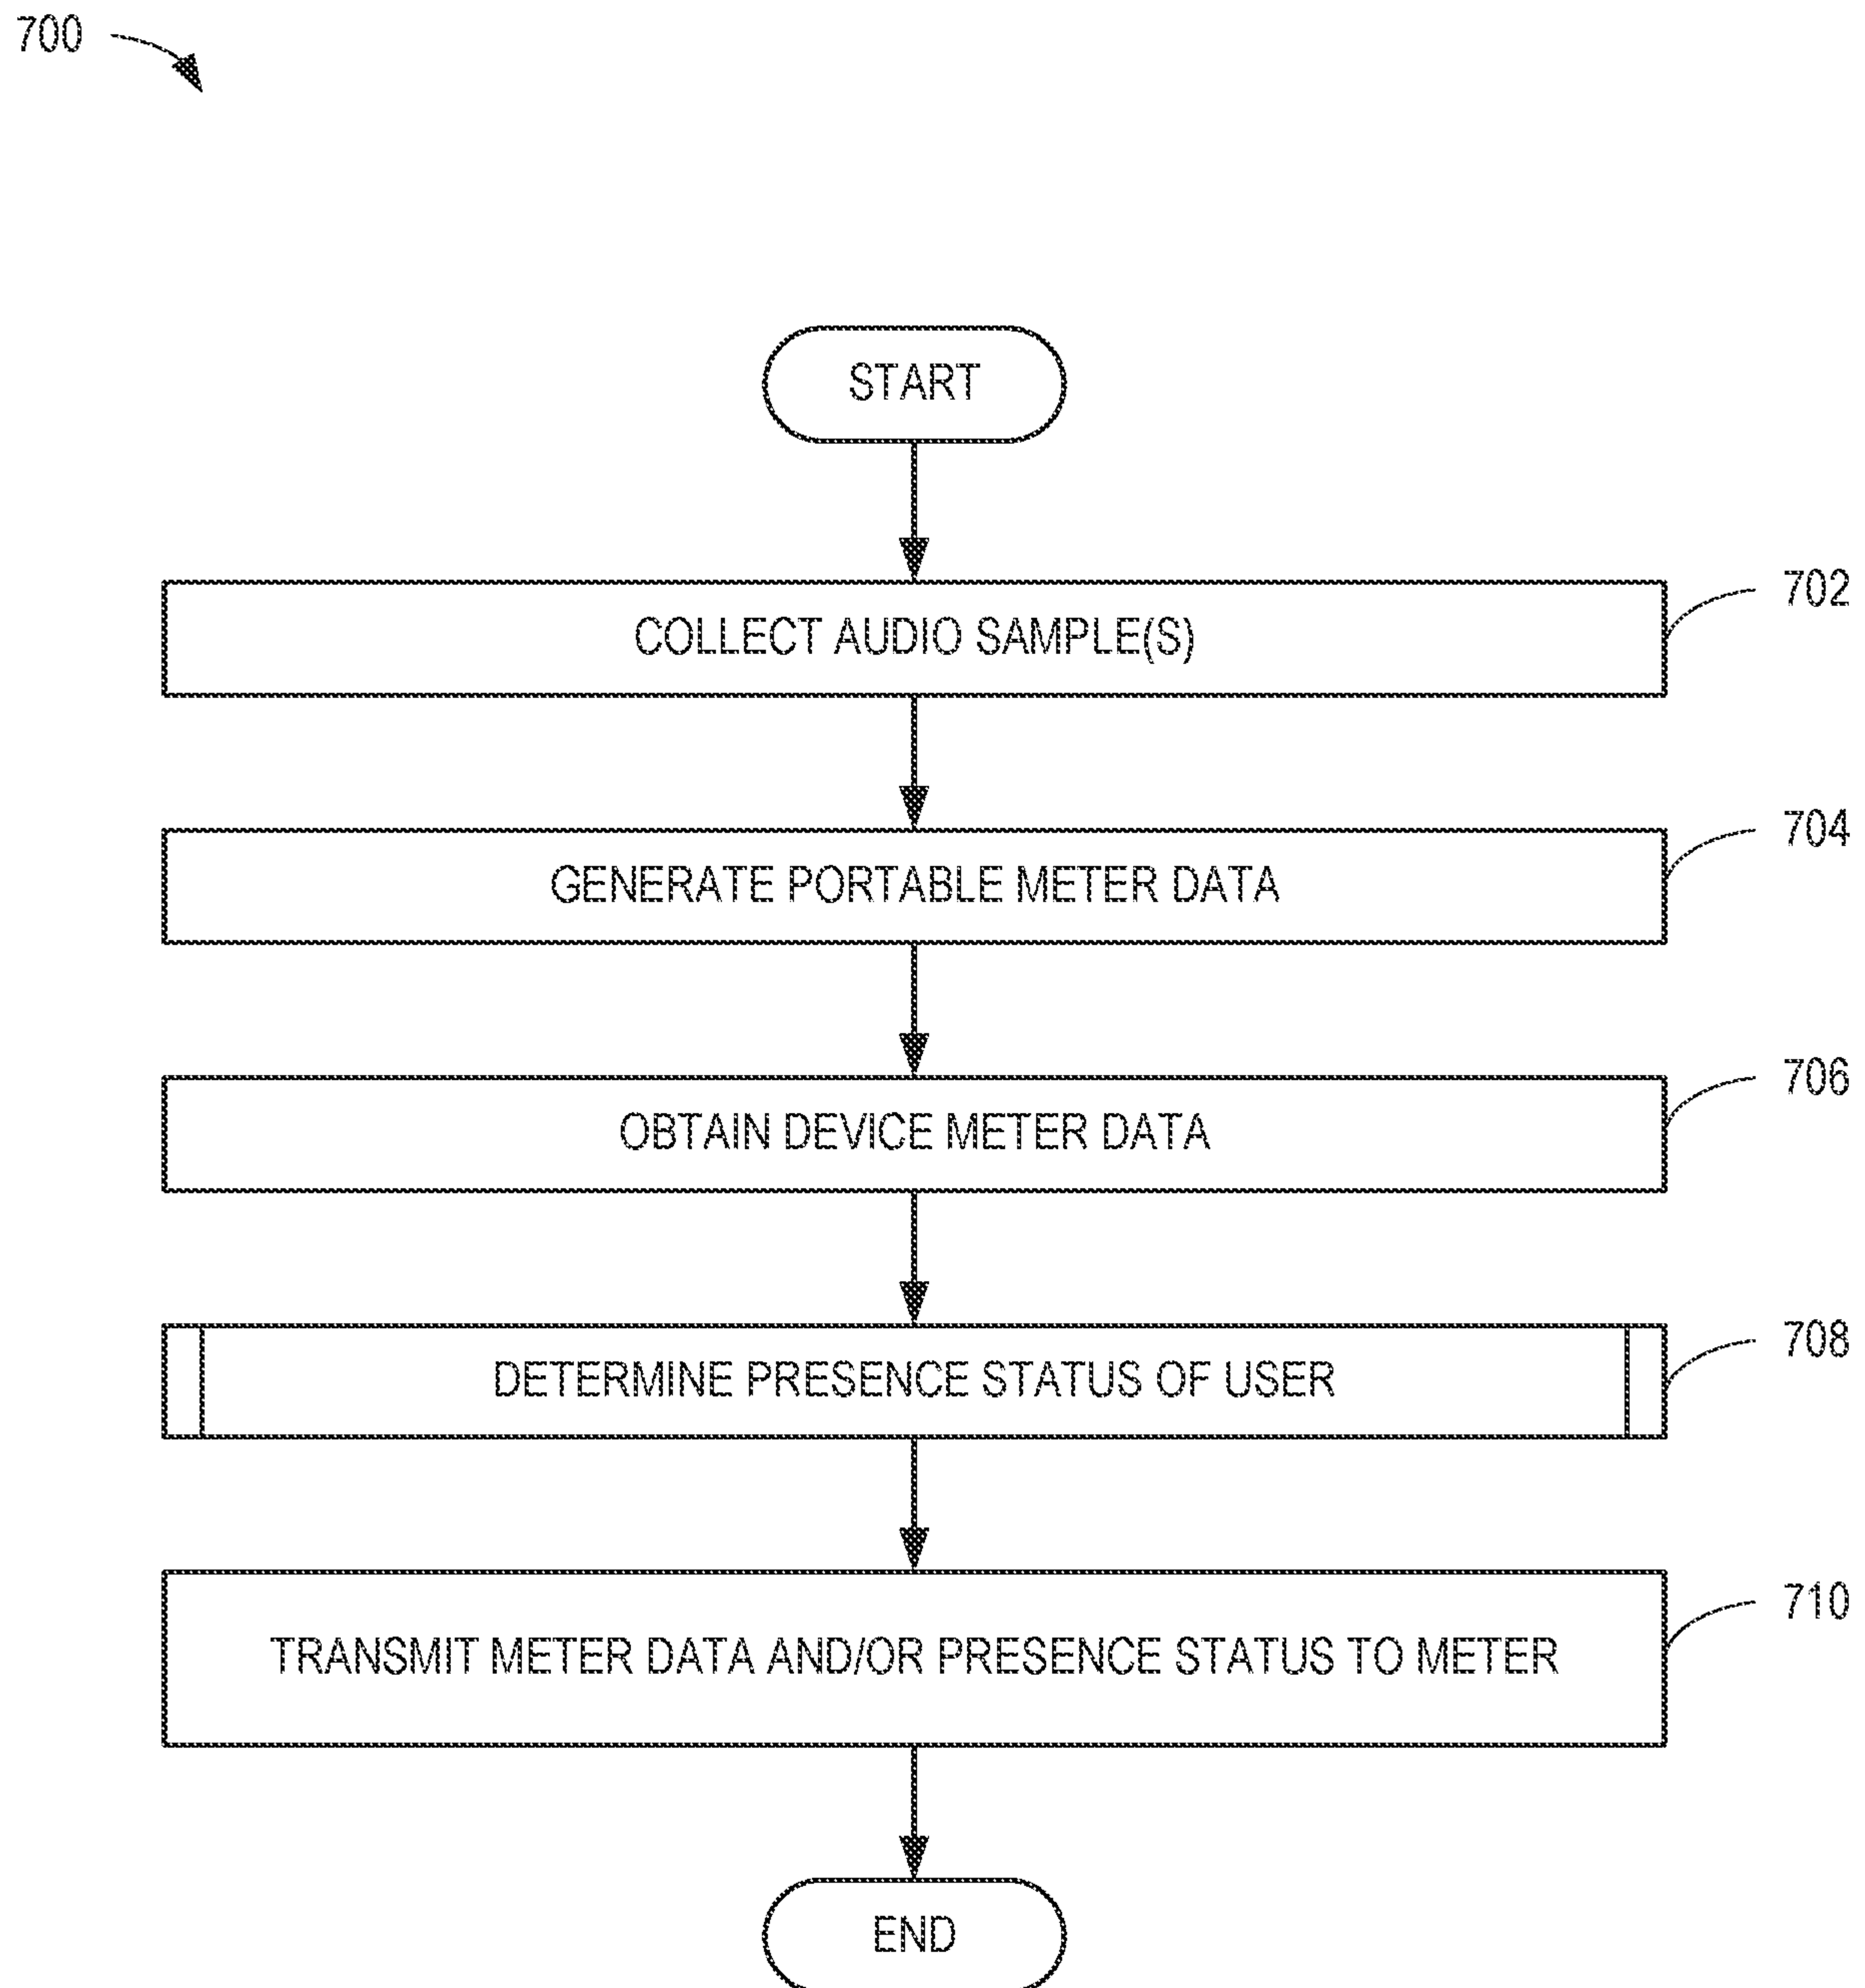 700
START
COLLECT AUDIO SAMPLE(S)
702
GENERATE PORTABLE METER DATA
704
OBTAIN DEVICE METER DATA
706
DETERMINE PRESENCE STATUS OF USER
708
TRANSMIT METER DATA AND/OR PRESENCE STATUS TO METER
710
END